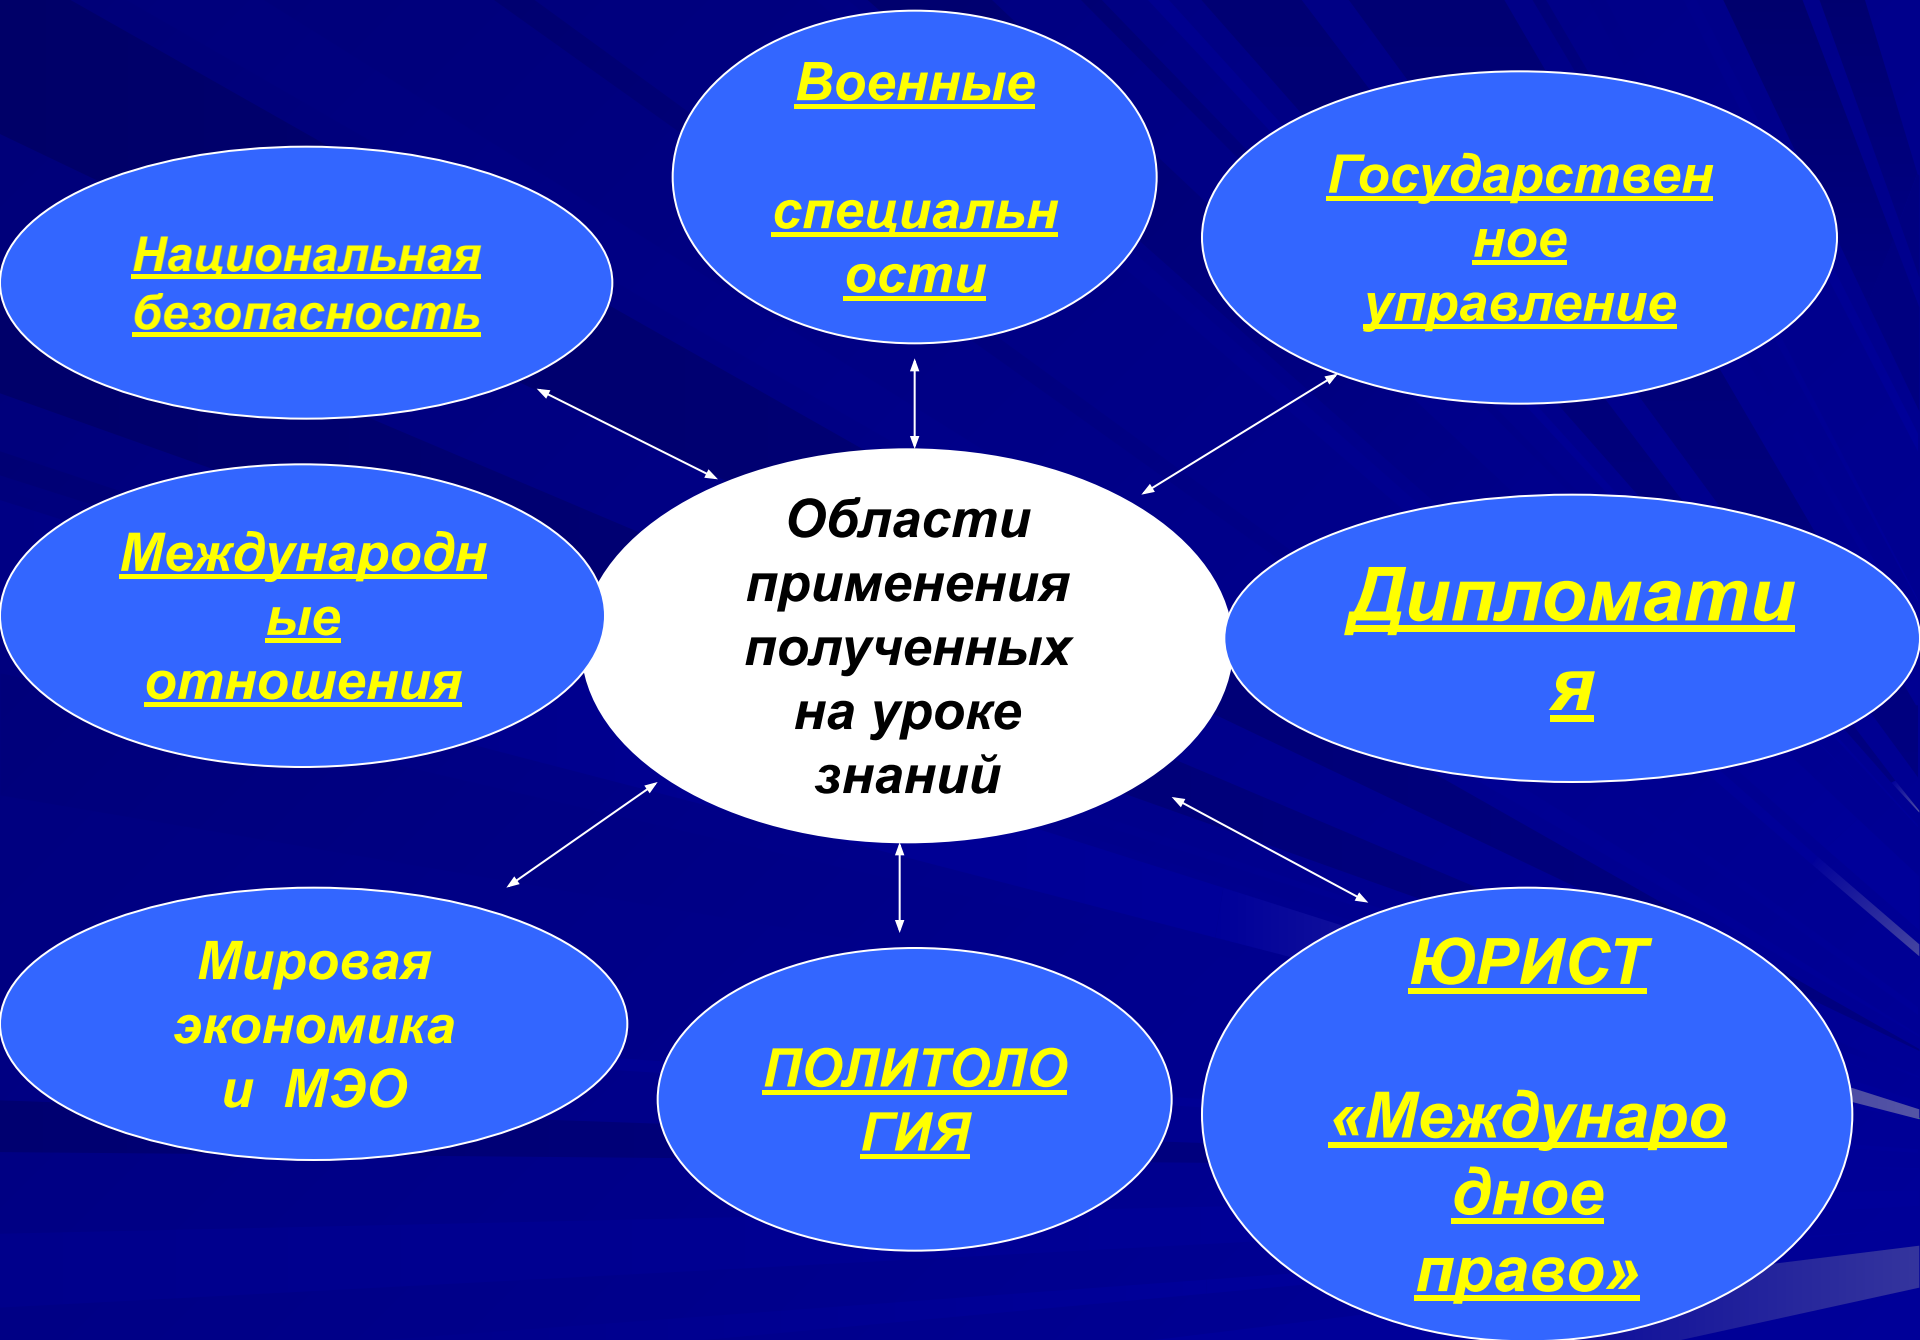 Военные
специальн
ости
Государствен
ное
управление
Национальная
безопасность
Международн
ые
отношения
Области
применения
полученных
на уроке
знаний
Дипломати
я
Мировая
экономика
и МЭО
ПОЛИТОЛО
ГИЯ
ЮРИСТ
«Междунаро
дное
право»